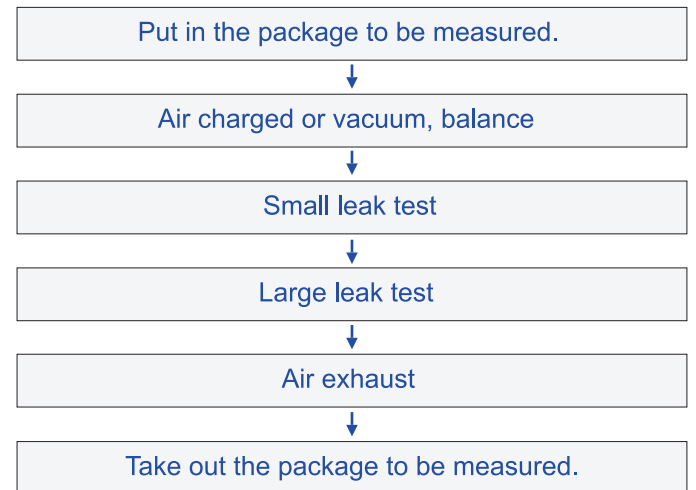 Put in the package to be measured.
Air charged or vacuum, balance
Small leak test
Large leak test
Air exhaust
Take out the package to be measured.